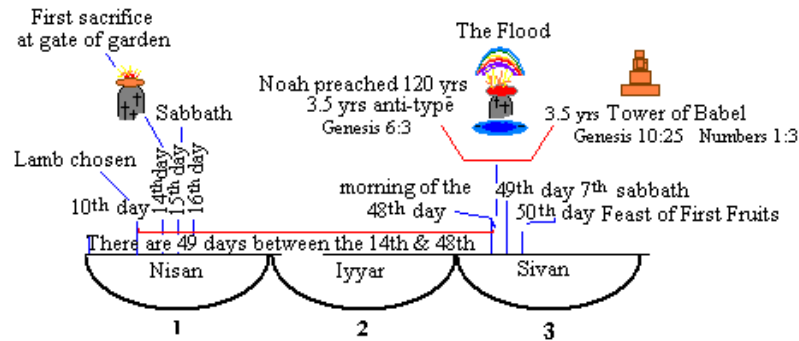 First sacrifice
at gate of garden
The Flood
Noah preached 120 yrs
3.5 yrs anti-type
Genesis 6:3
3.5 yrs Tower of Babel
Genesis 10:25 Numbers 1:3
Sabbath
Lamb chosen
10th day
14th day
15th day
16th day
morning of the
48th day
49th day 7th sabbath
50th day Feast of First Fruits
There are 49 days between the 14th & 48th
Nisan
Iyyar
Sivan
1
2
3